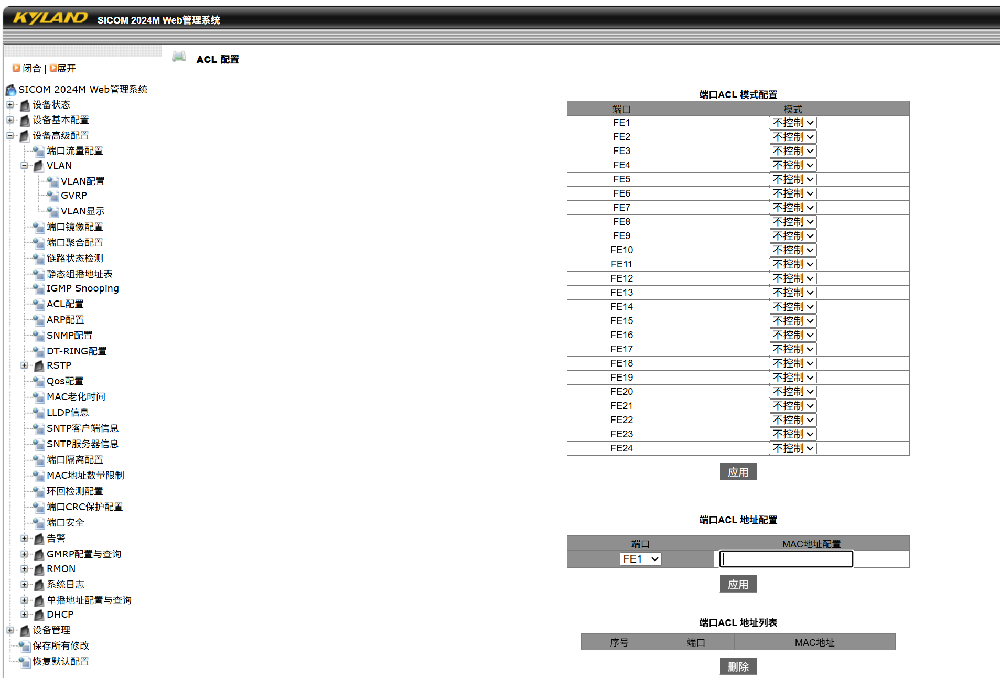 KYLAND SICOM 2024M Web管理系统
闭合 | 展开
SICOM 2024M Web管理系统
设备状态
设备基本配置
设备高级配置
端口流量配置
VLAN
VLAN配置
GVRP
VLAN显示
端口镜像配置
端口聚合配置
链路状态检测
静态组播地址表
IGMP Snooping
ACL配置
ARP配置
SNMP配置
DT-RING配置
RSTP
Qos配置
MAC老化时间
LLDP信息
SNTP客户端信息
SNTP服务器信息
端口隔离配置
MAC地址数量限制
环回检测配置
端口CRC保护配置
端口安全
告警
GMRP配置与查询
RMON
系统日志
单播地址配置与查询
DHCP
设备管理
保存所有修改
恢复默认配置
ACL 配置
端口ACL 模式配置
端口 模式
FE1 不控制
FE2 不控制
FE3 不控制
FE4 不控制
FE5 不控制
FE6 不控制
FE7 不控制
FE8 不控制
FE9 不控制
FE10 不控制
FE11 不控制
FE12 不控制
FE13 不控制
FE14 不控制
FE15 不控制
FE16 不控制
FE17 不控制
FE18 不控制
FE19 不控制
FE20 不控制
FE21 不控制
FE22 不控制
FE23 不控制
FE24 不控制
应用
端口ACL 地址配置
端口 MAC地址配置
FE1
应用
端口ACL 地址列表
序号 端口 MAC地址
删除